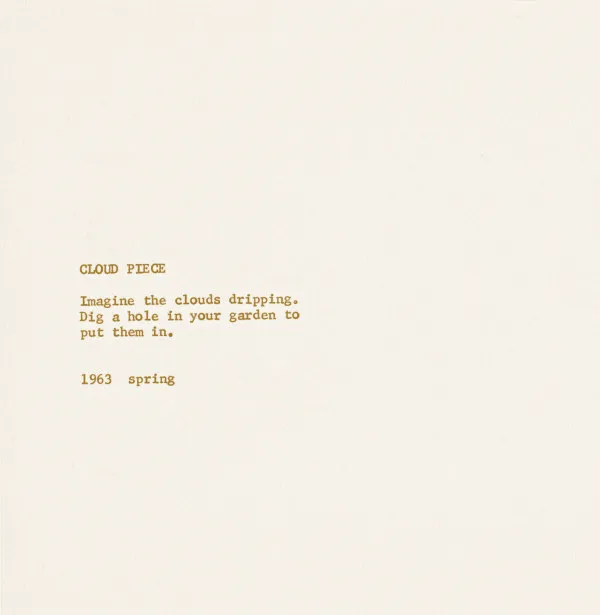 CLOUD PIECE
Imagine the clouds dripping.
Dig a hole in your garden to
put them in.
1963  spring